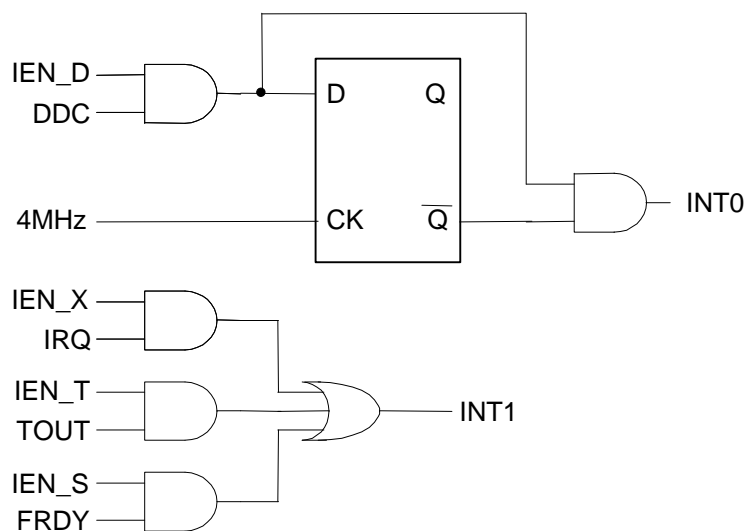 IEN_D
DDC
D
Q
INT0
4MHz
CK
Q
IEN_X
IRQ
IEN_T
TOUT
INT1
IEN_S
FRDY